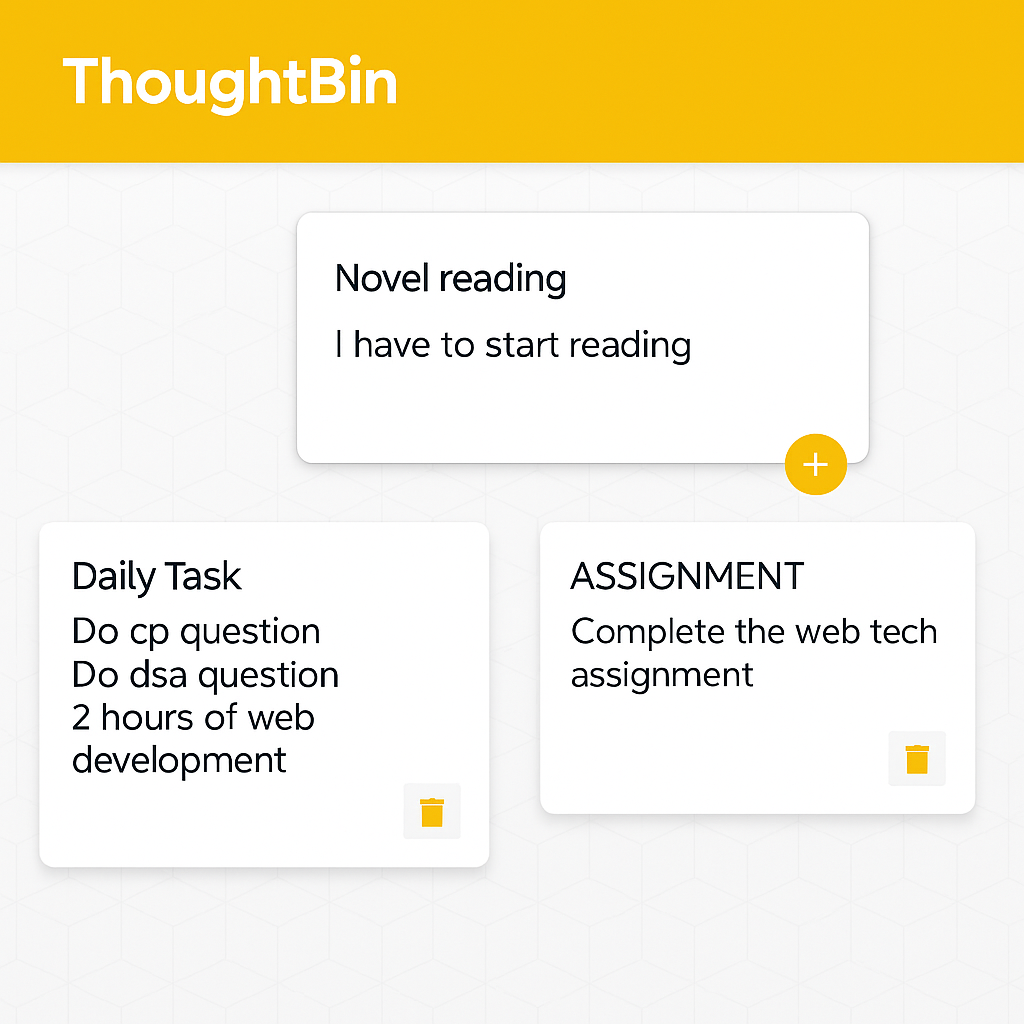 ThoughtBin
Novel reading
I have to start reading
+
Daily Task
Do cp question
Do dsa question
2 hours of web
development
ASSIGNMENT
Complete the web tech
assignment